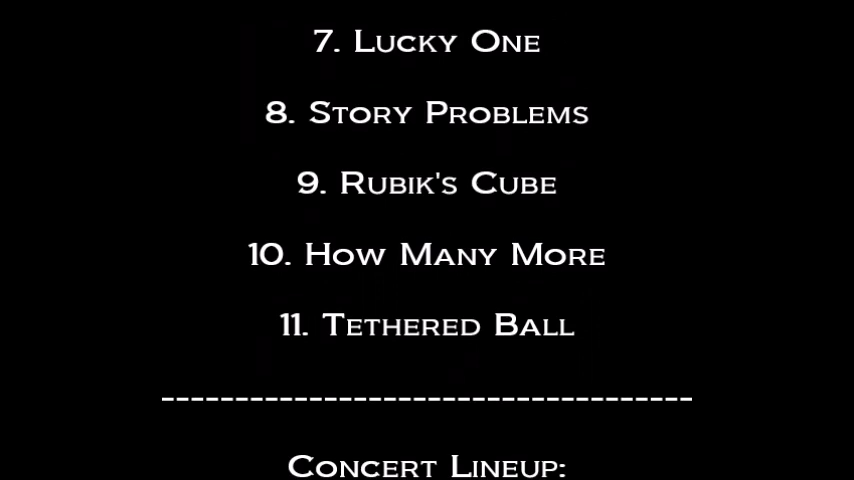 7. Lucky One
8. Story Problems
9. Rubik's Cube
10. How Many More
11. Tethered Ball
------------------------------------
Concert Lineup: